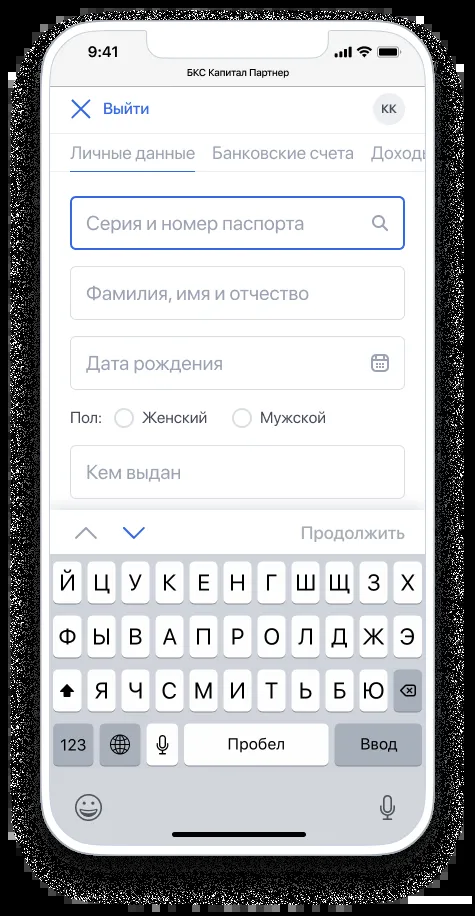 9:41
БКС Капитал Партнер
Выйти
КК
Личные данные Банковские счета Доходы
Серия и номер паспорта
Фамилия, имя и отчество
Дата рождения
Пол: Женский Мужской
Кем выдан
Продолжить
Й Ц У К Е Н Г Ш Щ З Х
Ф Ы В А П Р О Л Д Ж Э
Я Ч С М И Т Ь Б Ю
123 Пробел Ввод